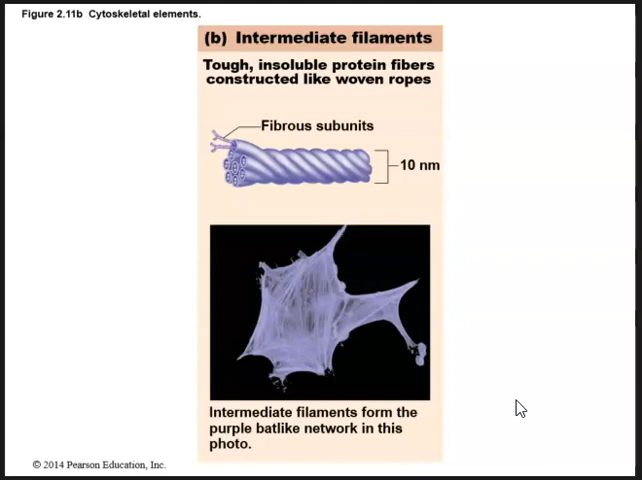 Figure 2.11b Cytoskeletal elements.
(b) Intermediate filaments
Tough, insoluble protein fibers
constructed like woven ropes
Fibrous subunits
10 nm
Intermediate filaments form the
purple batlike network in this
photo.
© 2014 Pearson Education, Inc.